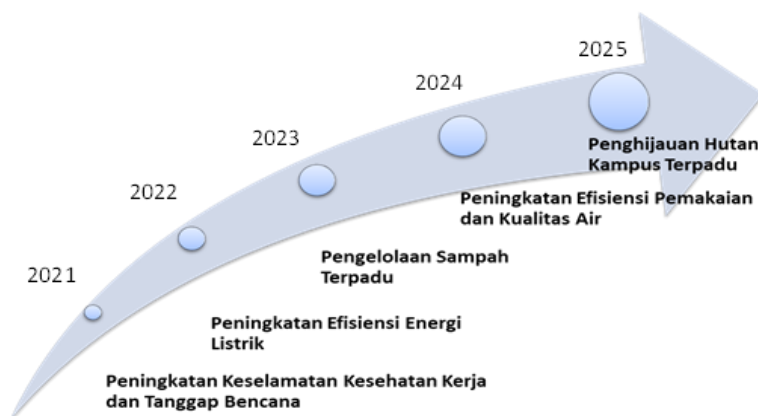 2021
Peningkatan Keselamatan Kesehatan Kerja
dan Tanggap Bencana
2022
Peningkatan Efisiensi Energi
Listrik
2023
Pengelolaan Sampah
Terpadu
2024
Peningkatan Efisiensi Pemakaian
dan Kualitas Air
2025
Penghijauan Hutan
Kampus Terpadu